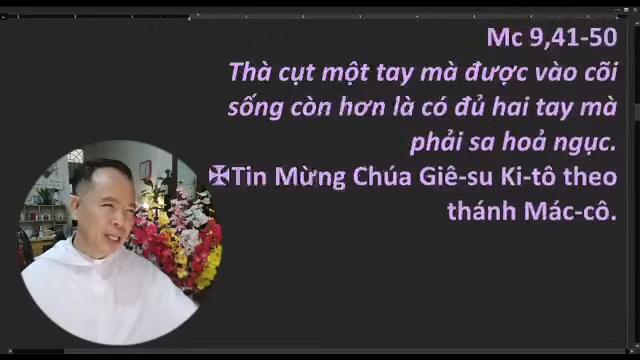 Mc 9,41-50
Thà cụt một tay mà được vào cõi
sống còn hơn là có đủ hai tay mà
phải sa hoả ngục.
✠Tin Mừng Chúa Giê-su Ki-tô theo
thánh Mác-cô.